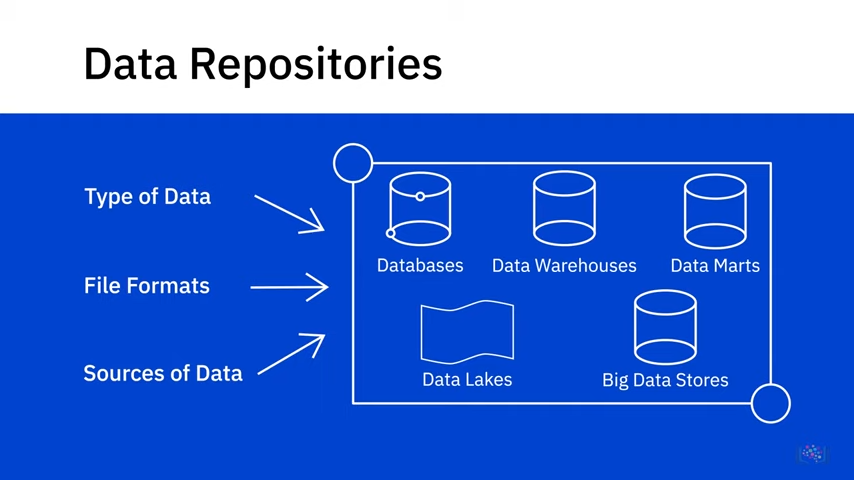 Data Repositories
Type of Data
File Formats
Sources of Data
Databases
Data Warehouses
Data Marts
Data Lakes
Big Data Stores